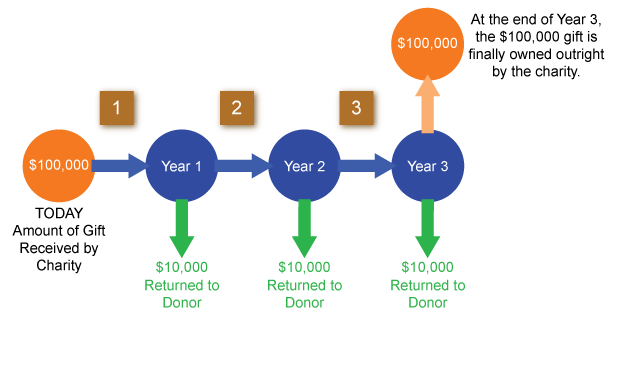 $100,000
At the end of Year 3,
the $100,000 gift is
finally owned outright
by the charity.
1
2
3
$100,000
Year 1
Year 2
Year 3
TODAY
Amount of Gift
Received by
Charity
$10,000
Returned to
Donor
$10,000
Returned to
Donor
$10,000
Returned to
Donor